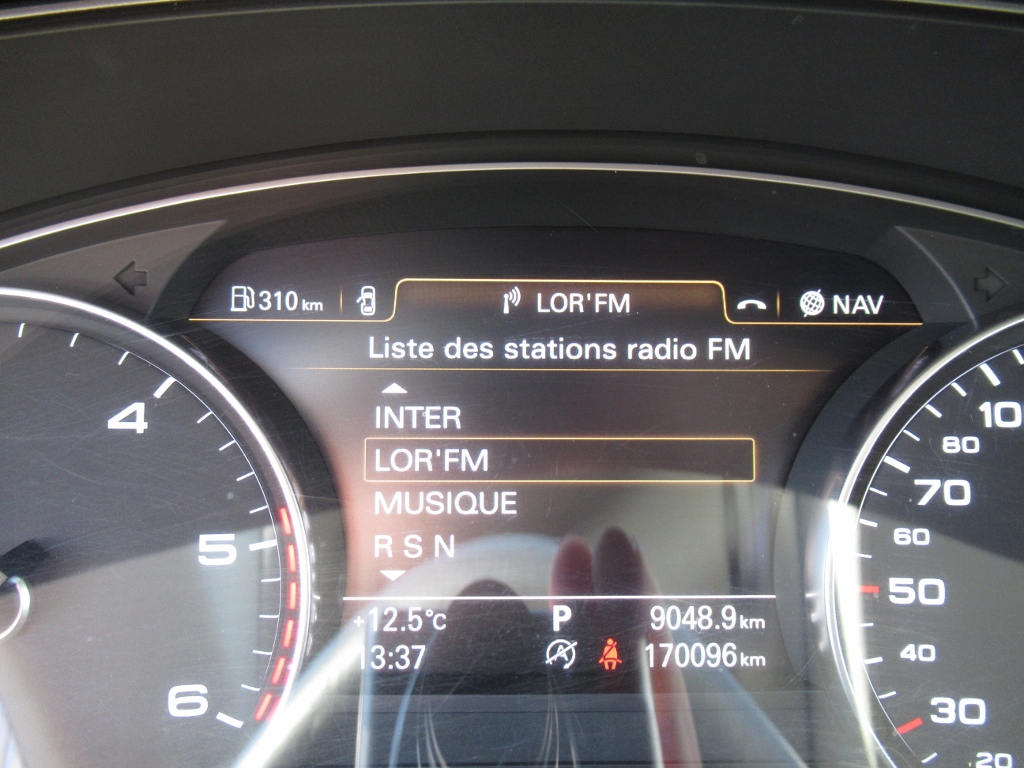 310 km LOR'FM NAV
Liste des stations radio FM
INTER
LOR'FM
MUSIQUE
R S N
+12.5°C P 9048.9 km
13:37 170096 km
4
5
6
10
80
70
60
50
40
30
20